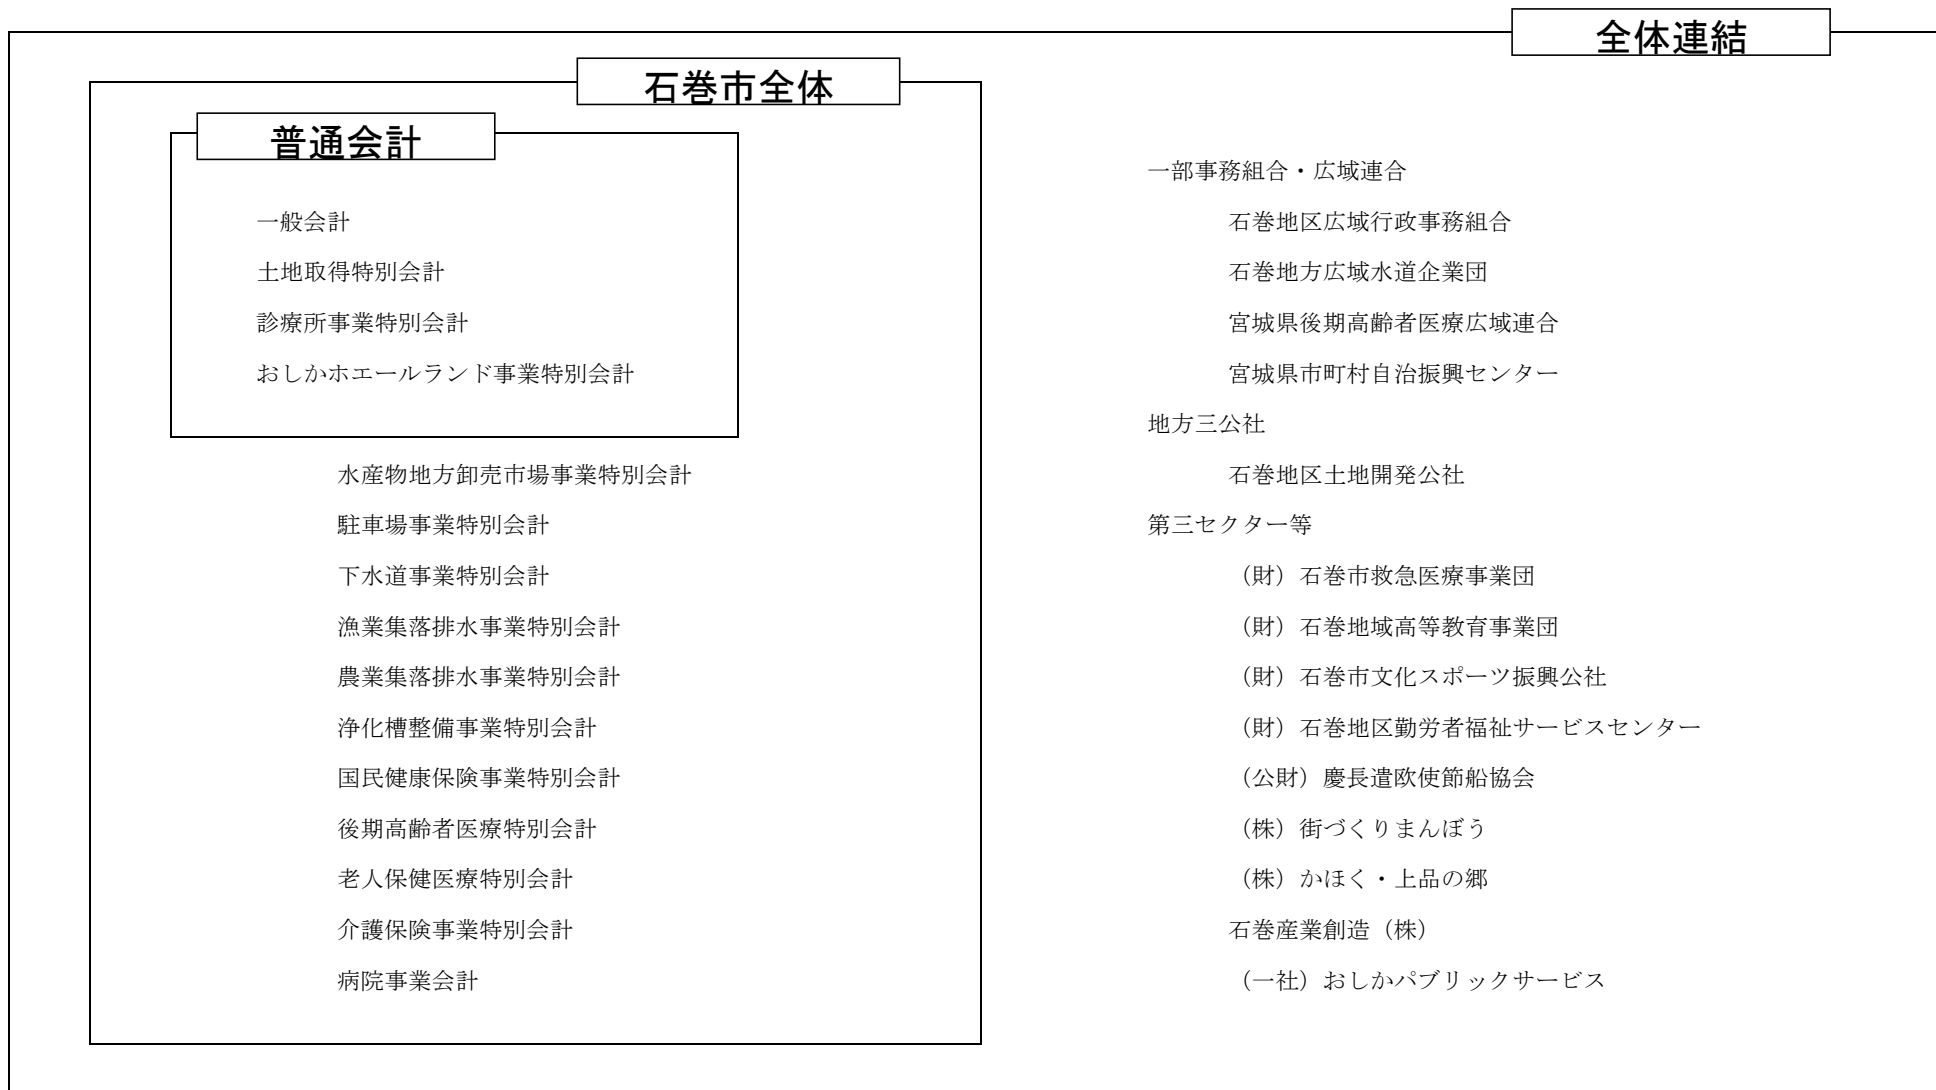 全体連結
石巻市全体
普通会計
一般会計
土地取得特別会計
診療所事業特別会計
おしかホエールランド事業特別会計
水産物地方卸売市場事業特別会計
駐車場事業特別会計
下水道事業特別会計
漁業集落排水事業特別会計
農業集落排水事業特別会計
浄化槽整備事業特別会計
国民健康保険事業特別会計
後期高齢者医療特別会計
老人保健医療特別会計
介護保険事業特別会計
病院事業会計
一部事務組合・広域連合
石巻地区広域行政事務組合
石巻地方広域水道企業団
宮城県後期高齢者医療広域連合
宮城県市町村自治振興センター
地方三公社
石巻地区土地開発公社
第三セクター等
（財）石巻市救急医療事業団
（財）石巻地域高等教育事業団
（財）石巻市文化スポーツ振興公社
（財）石巻地区勤労者福祉サービスセンター
（公財）慶長遣欧使節船協会
（株）街づくりまんぼう
（株）かほく・上品の郷
石巻産業創造（株）
（一社）おしかパブリックサービス